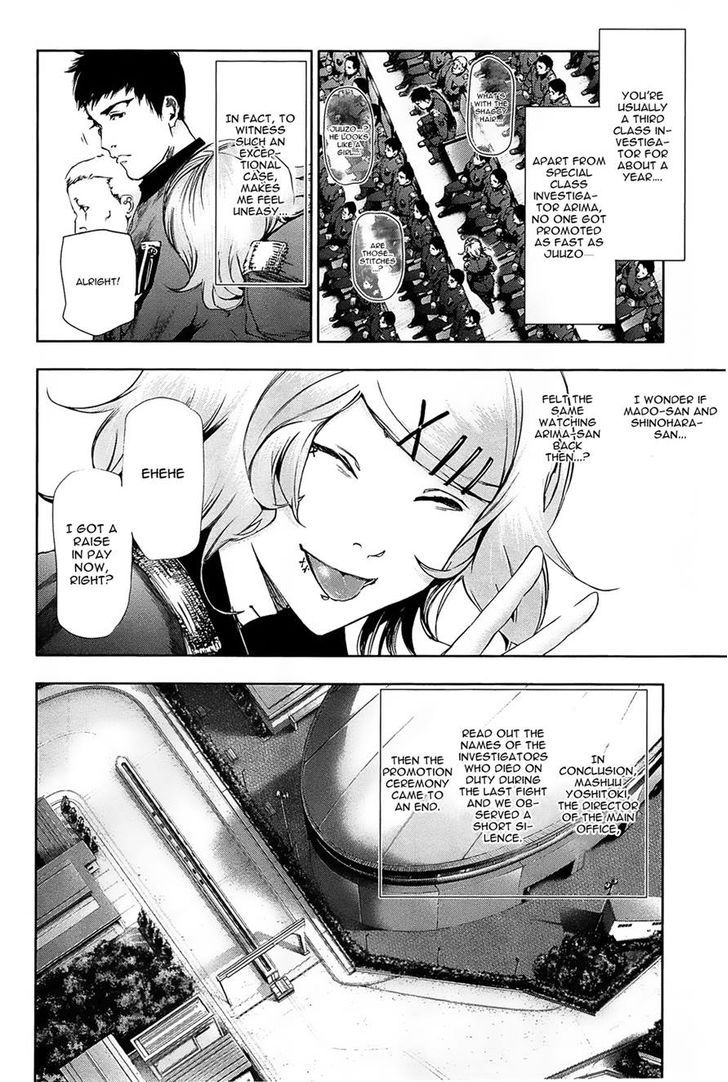 YOU'RE
USUALLY
A THIRD
CLASS IN-
VESTIGA-
TOR FOR
ABOUT A
YEAR....
APART FROM
SPECIAL
CLASS
INVESTIGA-
TOR ARIMA,
NO ONE GOT
PROMOTED
AS FAST AS
JUUZO
WHAT'S
WITH THE
SHAGGY
HAIR...
JUUZO...?
HE LOOKS
LIKE A
GIRL...
ARE
THOSE...
STITCHES
...?
IN FACT, TO
WITNESS
SUCH AN
EXCEP-
TIONAL
CASE,
MAKES
ME FEEL
UNEASY...
ALRIGHT!
I WONDER IF
MADO-SAN AND
SHINOHARA-
SAN...
FELT THE
SAME
WATCHING
ARIMA-SAN
BACK
THEN...?
EHEHE
I GOT A
RAISE
IN PAY
NOW,
RIGHT?
IN
CONCLUSION,
MASHUU
YOSHITOKI,
THE DIRECTOR
OF THE MAIN
OFFICE,
READ OUT THE
NAMES OF THE
INVESTIGATORS
WHO DIED ON
DUTY DURING
THE LAST FIGHT
AND WE OB-
SERVED A
SHORT SI-
LENCE.
THEN THE
PROMOTION
CEREMONY
CAME TO
AN END.